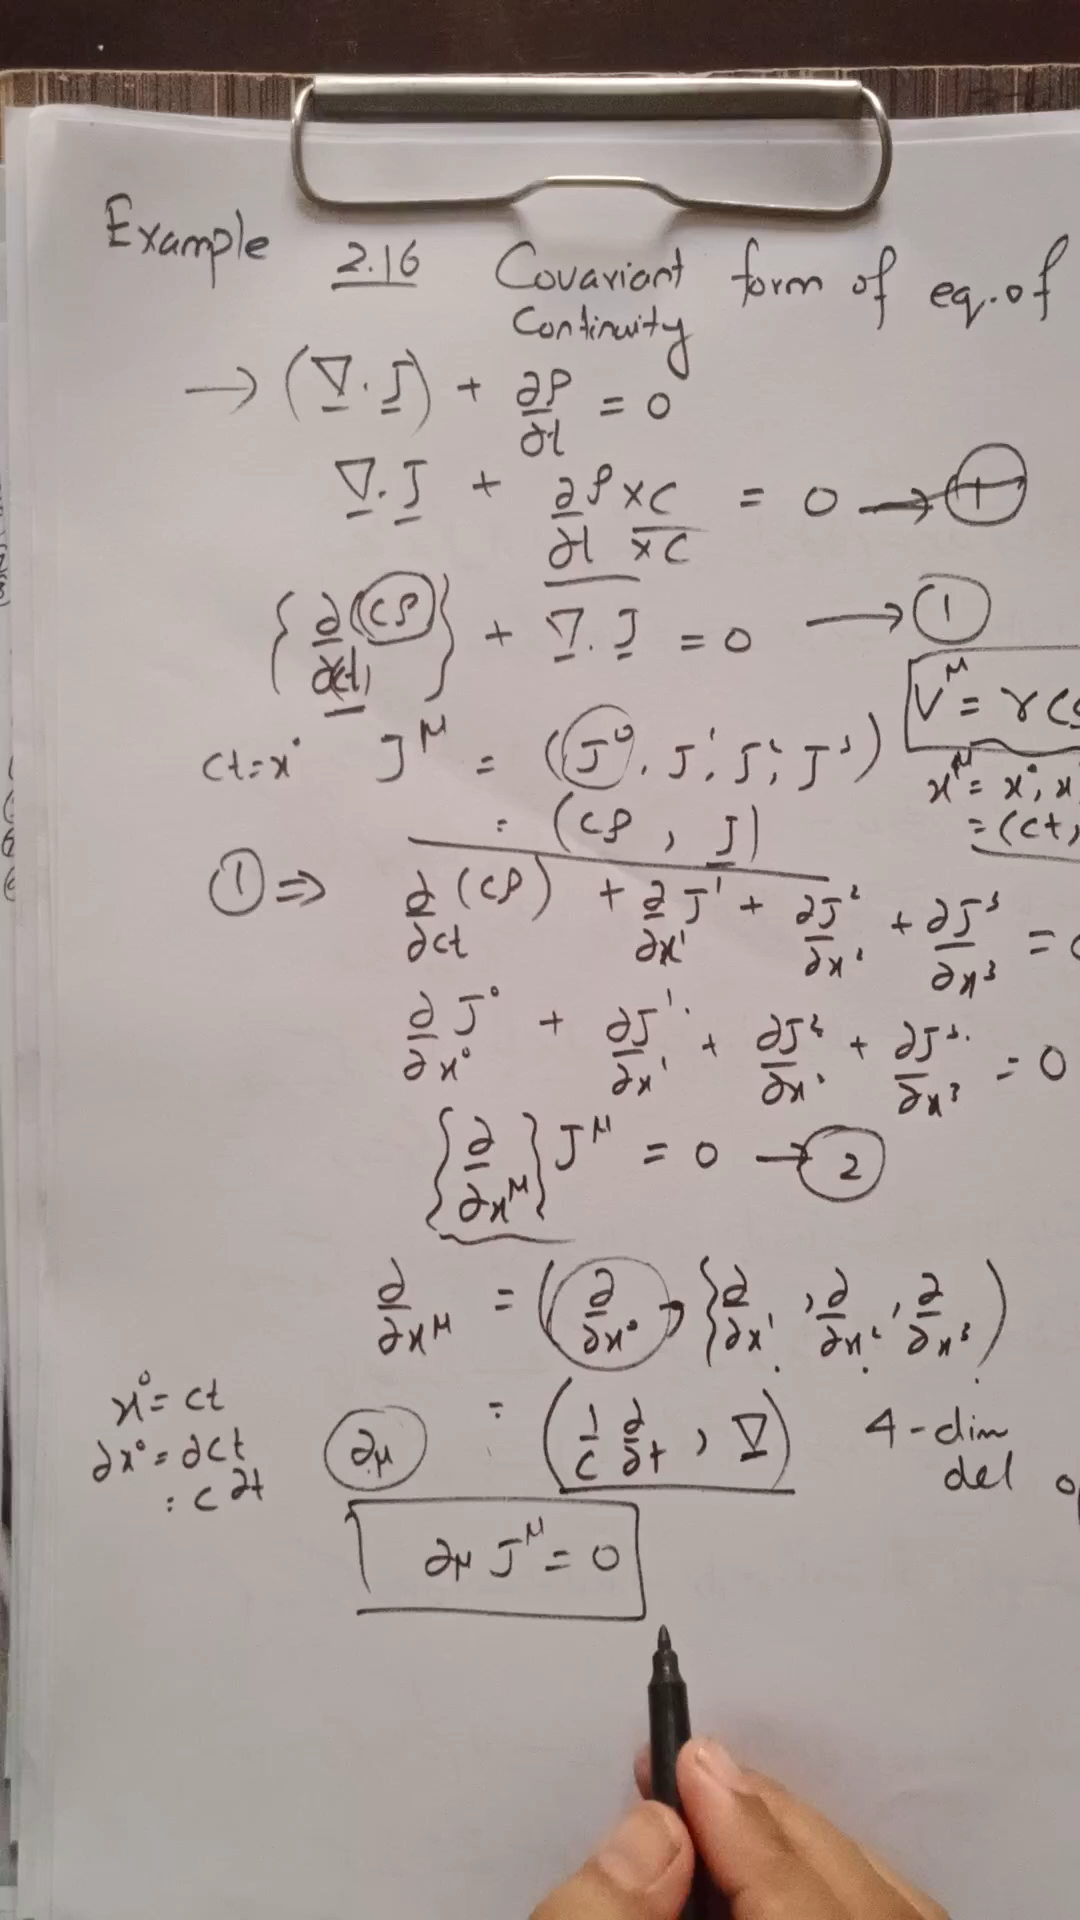 Example 2.16 Covariant form of eq. of
Continuity
→ (∇ . J) + ∂ρ/∂t = 0
∇ . J + ∂ρ/∂t × C/× C = 0 → 1
{∂(Cρ)/∂(ct)} + ∇ . J = 0 → 1
V^μ = γ
ct = x⁰ J^μ = (J⁰, J¹, J², J³)
x^μ = x⁰, x
= (cρ, J)
= (ct,
1 ⇒ ∂/∂ct (cρ) + ∂/∂x¹ J¹ + ∂J²/∂x² + ∂J³/∂x³ =
∂/∂x⁰ J⁰ + ∂J¹/∂x¹ + ∂J²/∂x² + ∂J³/∂x³ = 0
{∂/∂x^μ} J^μ = 0 → 2
∂/∂x^μ = (∂/∂x⁰, {∂/∂x¹, ∂/∂x², ∂/∂x³)
x⁰ = ct
∂μ = (1/c ∂/∂t, ∇) 4-dim
∂x⁰ = ∂ct
del
: c ∂t
∂μ J^μ = 0